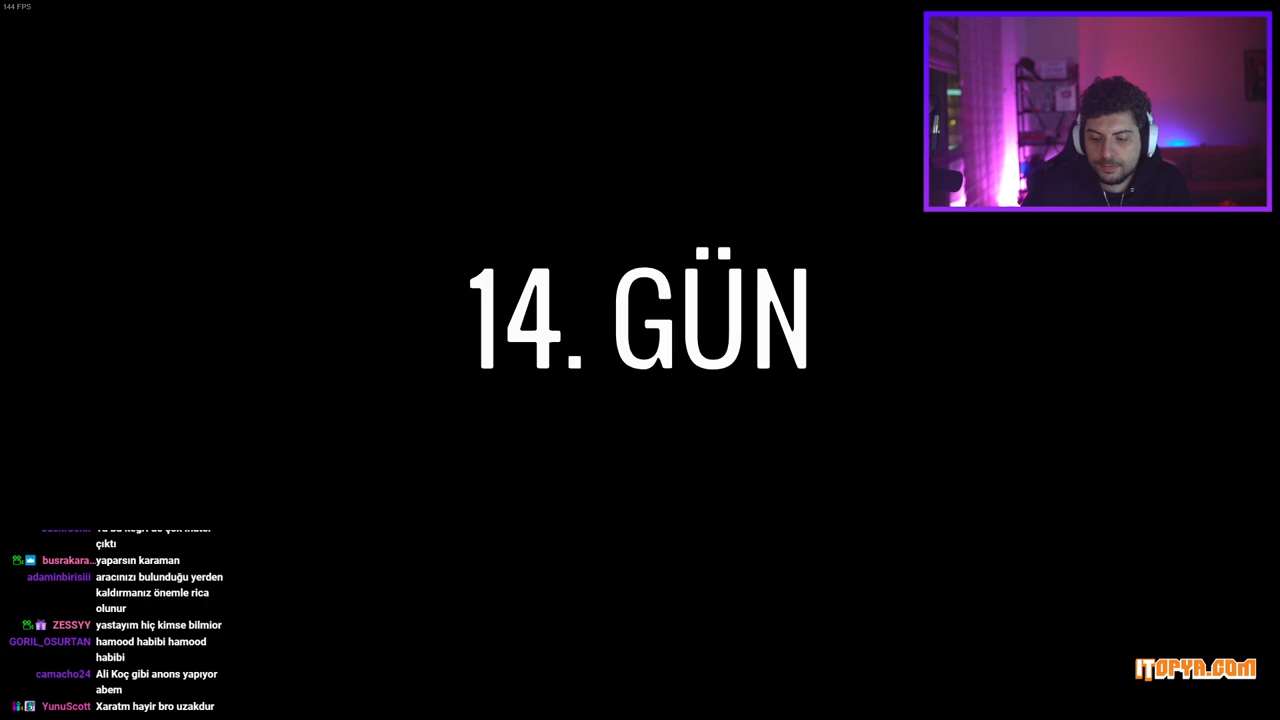 144 FPS
14. GÜN
çıktı
busrakara… yaparsın karaman
adaminbirisiii aracınızı bulunduğu yerden
kaldırmanız önemle rica
olunur
ZESSYY yastayım hiç kimse bilmior
GORIL_OSURTAN hamood habibi hamood
habibi
camacho24 Ali Koç gibi anons yapıyor
abem
YunuScott Xaratm hayir bro uzakdur
ITOPYA.COM